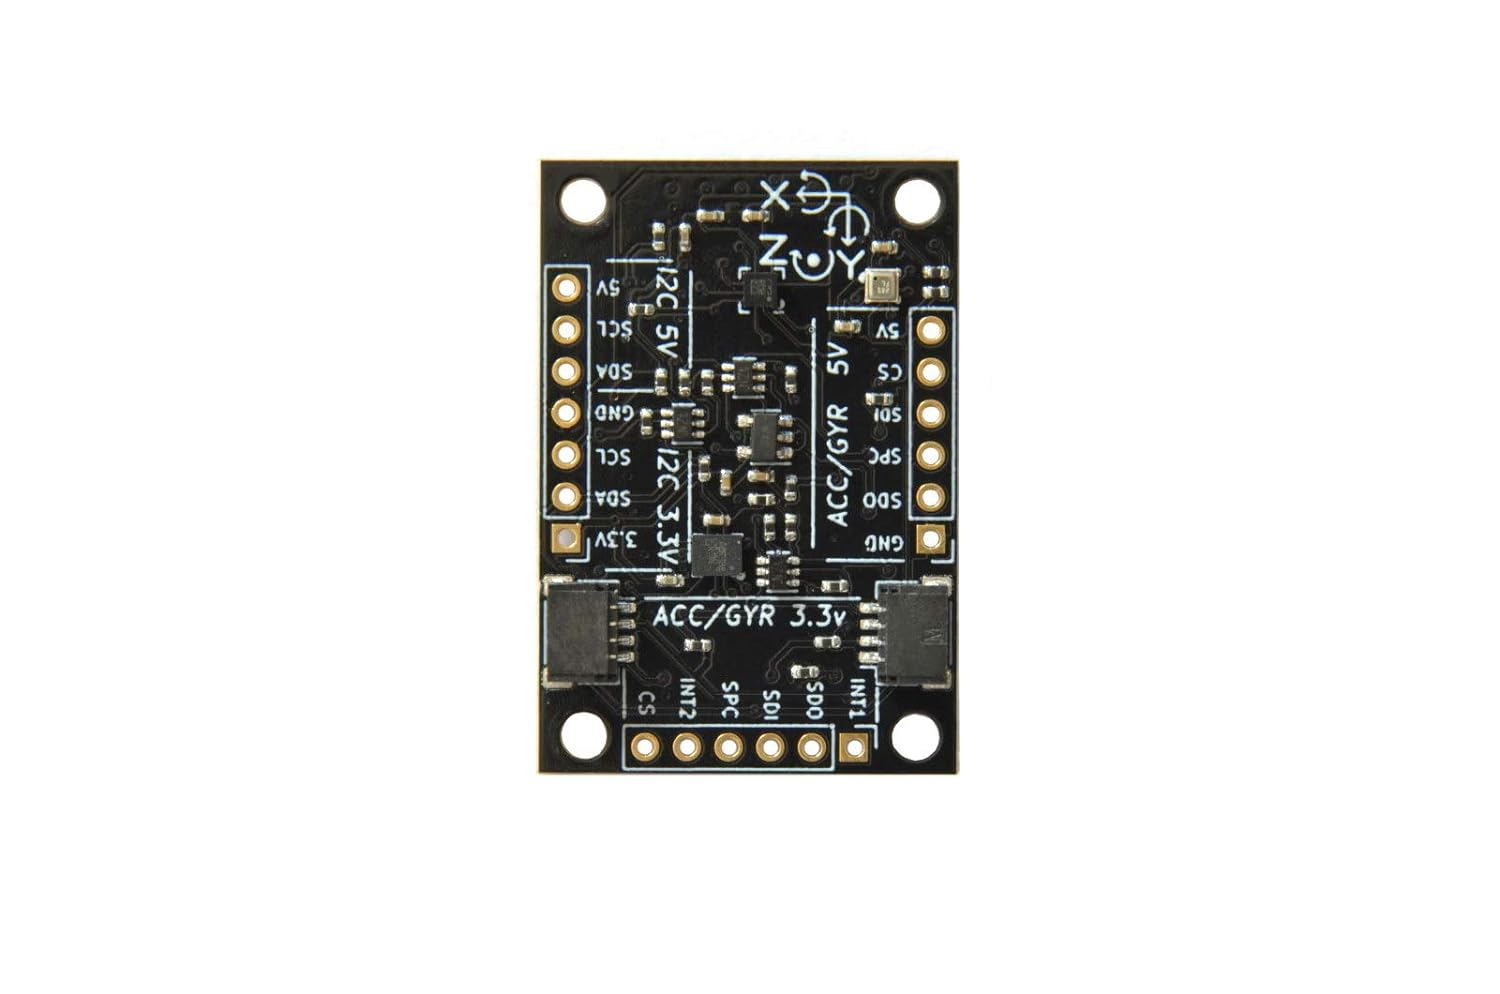 X
Z
Y
I2C 5V
5V
SCL
SDA
GND
SCL
SDA
3.3V
I2C 3.3V
ACC/GYR 5V
5V
CS
SDI
SPC
SDO
GND
ACC/GYR 3.3v
CS
INT2
SPC
SDI
SDO
INT1